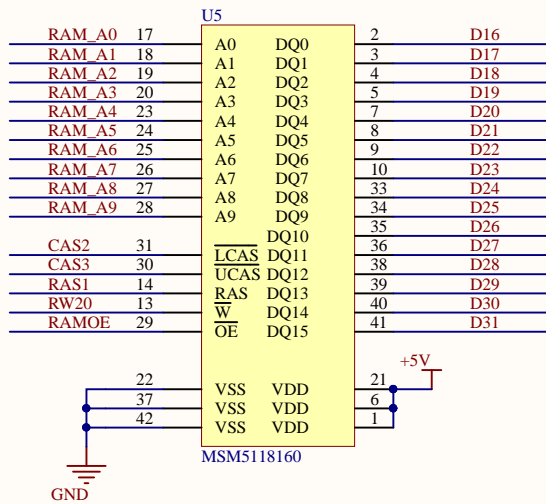 U5
RAM_A0 17 A0 DQ0 2 D16
RAM_A1 18 A1 DQ1 3 D17
RAM_A2 19 A2 DQ2 4 D18
RAM_A3 20 A3 DQ3 5 D19
RAM_A4 23 A4 DQ4 7 D20
RAM_A5 24 A5 DQ5 8 D21
RAM_A6 25 A6 DQ6 9 D22
RAM_A7 26 A7 DQ7 10 D23
RAM_A8 27 A8 DQ8 33 D24
RAM_A9 28 A9 DQ9 34 D25
DQ10 35 D26
CAS2 31 LCAS DQ11 36 D27
CAS3 30 UCAS DQ12 38 D28
RAS1 14 RAS DQ13 39 D29
RW20 13 W DQ14 40 D30
RAMOE 29 OE DQ15 41 D31
+5V
22 VSS VDD 21
37 VSS VDD 6
42 VSS VDD 1
MSM5118160
GND